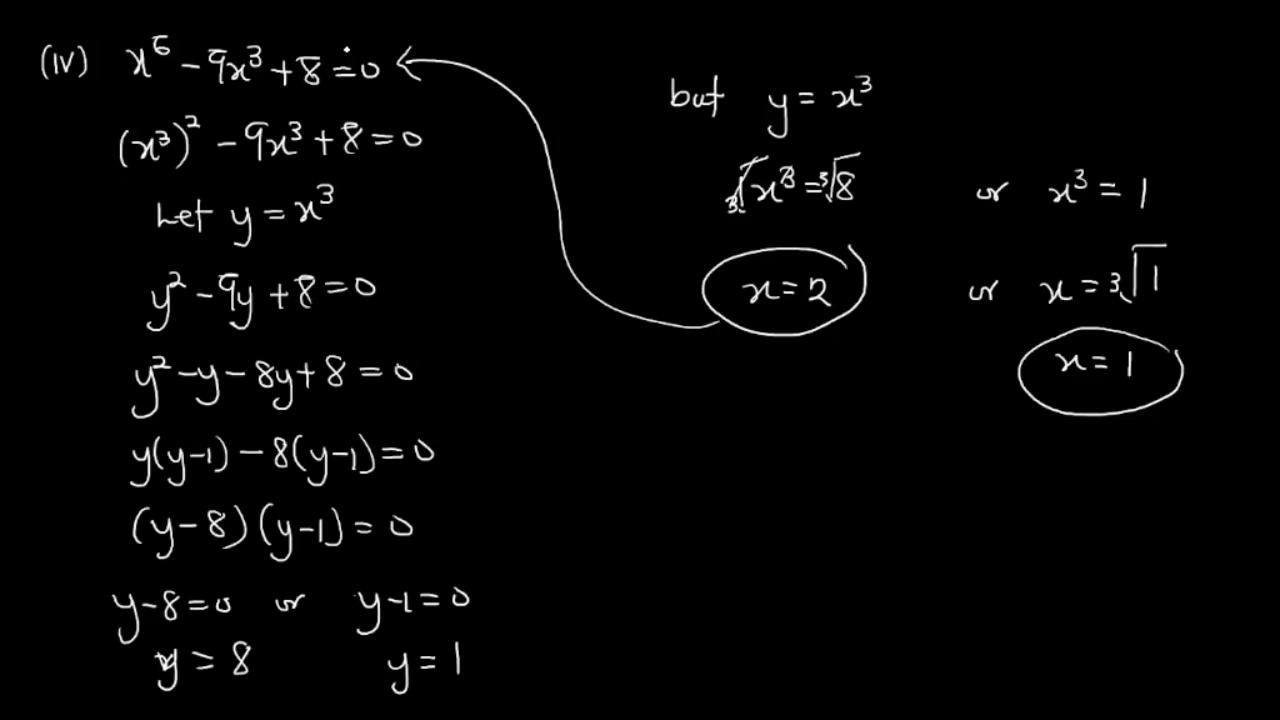 (iv) x⁶ - 9x³ + 8 = 0
(x³)² - 9x³ + 8 = 0
Let y = x³
y² - 9y + 8 = 0
y² - y - 8y + 8 = 0
y(y-1) - 8(y-1) = 0
(y-8)(y-1) = 0
y-8=0 or y-1=0
y = 8 y = 1
but y = x³
∛x³ = ∛8 or x³ = 1
x = 2 or x = ∛1
x = 1